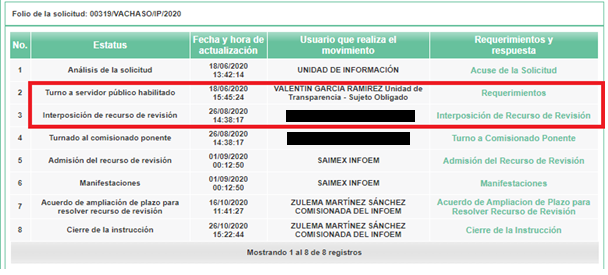 Folio de la solicitud: 00319/VACHASO/IP/2020
No. Estatus Fecha y hora de actualización Usuario que realiza el movimiento Requerimientos y respuesta
1 Análisis de la solicitud 18/06/2020 13:42:14 UNIDAD DE INFORMACIÓN Acuse de la Solicitud
2 Turno a servidor público habilitado 18/06/2020 15:45:24 VALENTIN GARCIA RAMIREZ Unidad de Transparencia - Sujeto Obligado Requerimientos
3 Interposición de recurso de revisión 26/08/2020 14:38:17 Interposición de Recurso de Revisión
4 Turnado al comisionado ponente 26/08/2020 14:38:17 Turno a Comisionado Ponente
5 Admisión del recurso de revisión 01/09/2020 00:12:50 SAIMEX INFOEM Admisión del Recurso de Revisión
6 Manifestaciones 01/09/2020 00:12:50 SAIMEX INFOEM Manifestaciones
7 Acuerdo de ampliación de plazo para resolver recurso de revisión 16/10/2020 11:41:27 ZULEMA MARTÍNEZ SÁNCHEZ COMISIONADA DEL INFOEM Acuerdo de Ampliacion de Plazo para Resolver Recurso de Revisión
8 Cierre de la instrucción 26/10/2020 15:22:44 ZULEMA MARTÍNEZ SÁNCHEZ COMISIONADA DEL INFOEM Cierre de la instrucción
Mostrando 1 al 8 de 8 registros